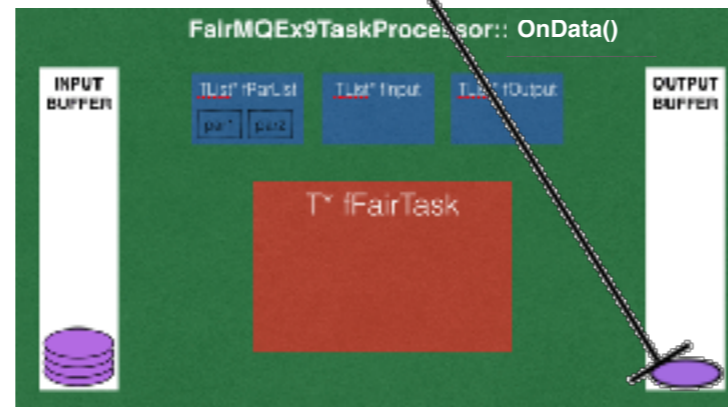 FairMQEx9TaskProcessor:: OnData()
INPUT
BUFFER
TList* fParList
TList* fInput
TList* fOutput
OUTPUT
BUFFER
par1
par2
T* fFairTask